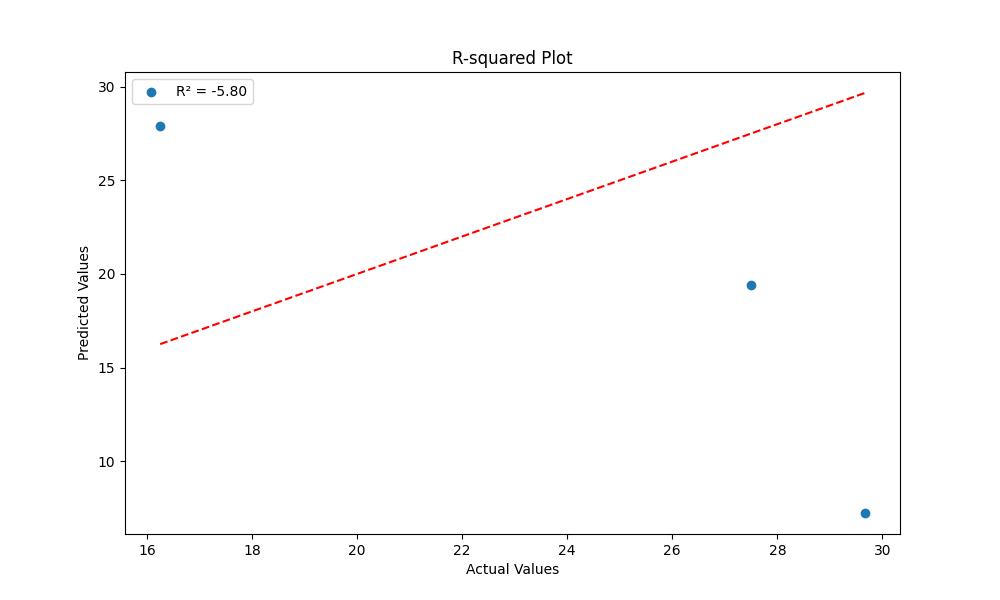 R-squared Plot
R² = -5.80
30
25
20
15
10
Predicted Values
16 18 20 22 24 26 28 30
Actual Values